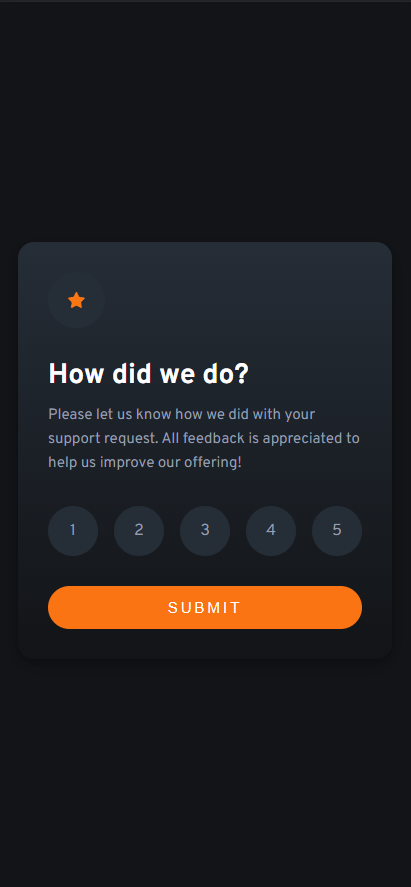 How did we do?
Please let us know how we did with your
support request. All feedback is appreciated to
help us improve our offering!
1 2 3 4 5
SUBMIT